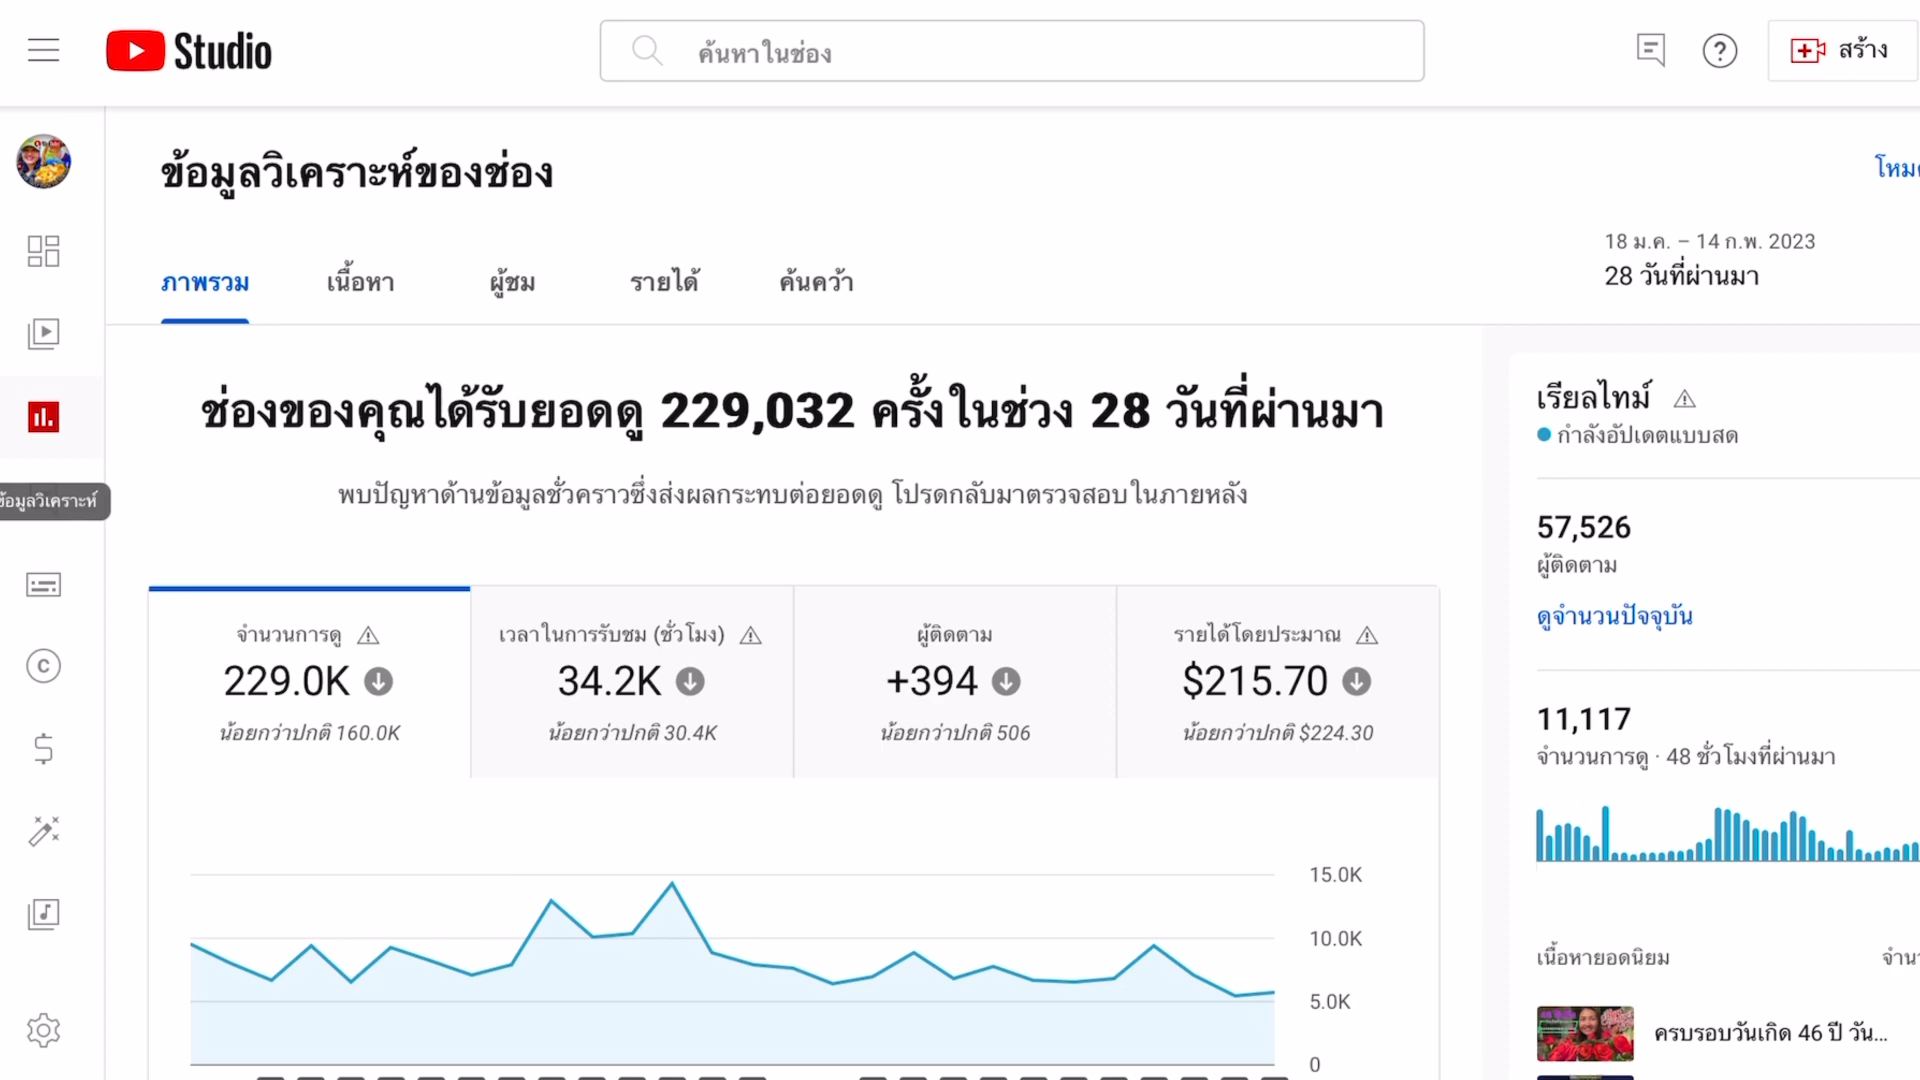 Studio
ค้นหาในช่อง
สร้าง
ข้อมูลวิเคราะห์ของช่อง
18 ม.ค. – 14 ก.พ. 2023
28 วันที่ผ่านมา
ภาพรวม เนื้อหา ผู้ชม รายได้ ค้นคว้า
ช่องของคุณได้รับยอดดู 229,032 ครั้งในช่วง 28 วันที่ผ่านมา
พบปัญหาด้านข้อมูลชั่วคราวซึ่งส่งผลกระทบต่อยอดดู โปรดกลับมาตรวจสอบในภายหลัง
จำนวนการดู
229.0K
น้อยกว่าปกติ 160.0K
เวลาในการรับชม (ชั่วโมง)
34.2K
น้อยกว่าปกติ 30.4K
ผู้ติดตาม
+394
น้อยกว่าปกติ 506
รายได้โดยประมาณ
$215.70
น้อยกว่าปกติ $224.30
15.0K
10.0K
5.0K
0
เรียลไทม์
กำลังอัปเดตแบบสด
57,526
ผู้ติดตาม
ดูจำนวนปัจจุบัน
11,117
จำนวนการดู · 48 ชั่วโมงที่ผ่านมา
เนื้อหายอดนิยม
ครบรอบวันเกิด 46 ปี วัน...